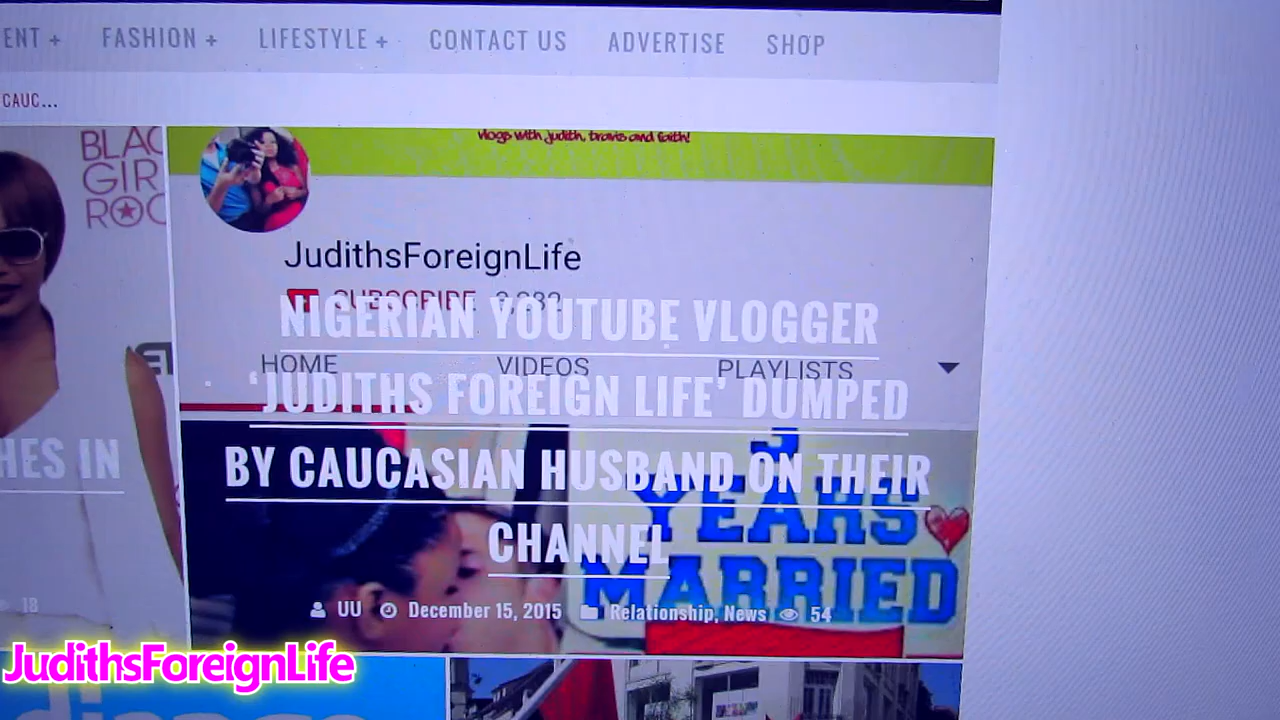 ENT + FASHION + LIFESTYLE + CONTACT US ADVERTISE SHOP
CAUC...
BLAC
GIR
ROC
vlogs with judith, travis and faith!
JudithsForeignLife
SUBSCRIBE
NIGERIAN YOUTUBE VLOGGER
HOME VIDEOS PLAYLISTS
‘JUDITHS FOREIGN LIFE’ DUMPED
BY CAUCASIAN HUSBAND ON THEIR
CHANNEL
YEARS
MARRIED
HES IN
18
UU December 15, 2015 Relationship, News 54
JudithsForeignLife